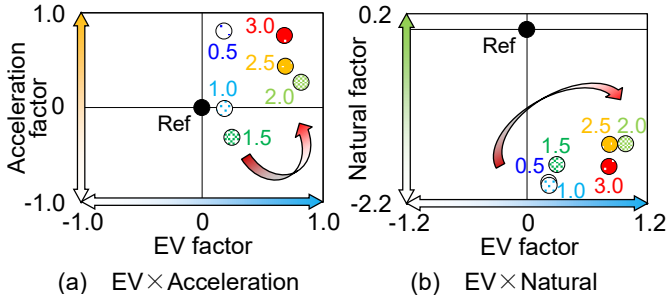 1.0
Acceleration
factor
0
-1.0
-1.0
0
1.0
EV factor
Ref
0.5
3.0
2.5
1.0
2.0
1.5
(a) EV×Acceleration
0.2
0
Natural factor
-2.2
-1.2
0
1.2
EV factor
Ref
2.5
2.0
1.5
0.5
1.0
3.0
(b) EV×Natural